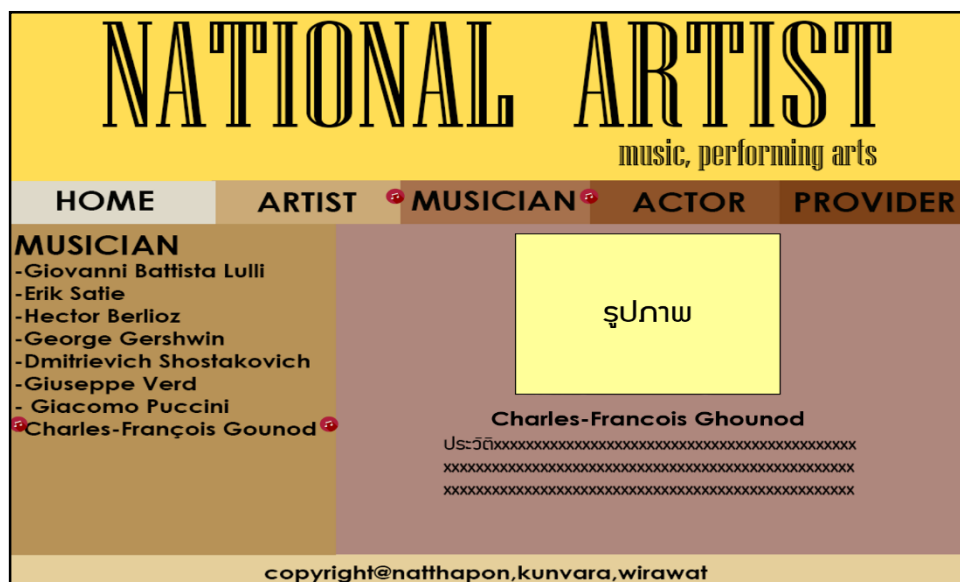 NATIONAL ARTIST
music, performing arts
HOME ARTIST MUSICIAN ACTOR PROVIDER
MUSICIAN
-Giovanni Battista Lulli
-Erik Satie
-Hector Berlioz
-George Gershwin
-Dmitrievich Shostakovich
-Giuseppe Verd
- Giacomo Puccini
Charles-François Gounod
รูปภาพ
Charles-Francois Ghounod
ประวัติxxxxxxxxxxxxxxxxxxxxxxxxxxxxxxxxxxxxxxxxxxxxx
xxxxxxxxxxxxxxxxxxxxxxxxxxxxxxxxxxxxxxxxxxxxxxxxxxx
xxxxxxxxxxxxxxxxxxxxxxxxxxxxxxxxxxxxxxxxxxxxxxxxxxx
copyright@natthapon,kunvara,wirawat